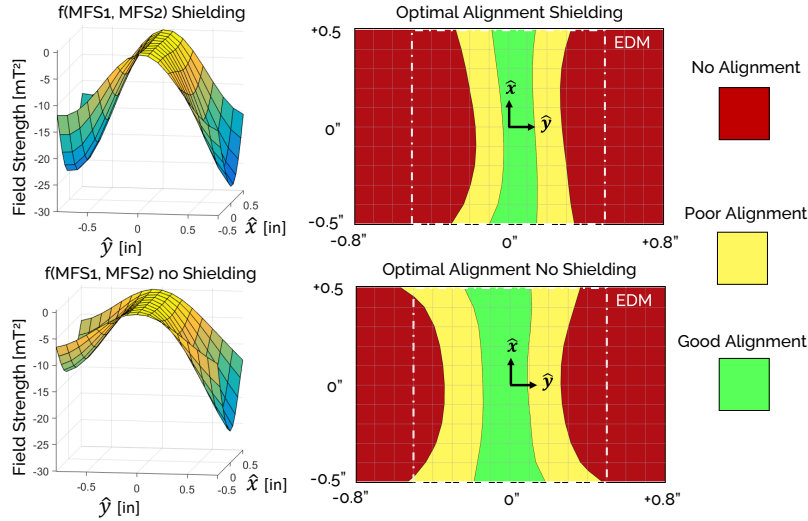 f(MFS1, MFS2) Shielding
0
-5
-10
-15
-20
-25
-30
Field Strength [mT²]
-0.5
0
0.5
-0.5
0
0.5
ŷ [in]
x̂ [in]
Optimal Alignment Shielding
+0.5"
0"
-0.5"
EDM
x̂
ŷ
-0.8"
0"
+0.8"
No Alignment
Poor Alignment
Good Alignment
f(MFS1, MFS2) no Shielding
0
-5
-10
-15
-20
-25
-30
Field Strength [mT²]
-0.5
0
0.5
-0.5
0
0.5
ŷ [in]
x̂ [in]
Optimal Alignment No Shielding
+0.5"
0"
-0.5"
EDM
x̂
ŷ
-0.8"
0"
+0.8"